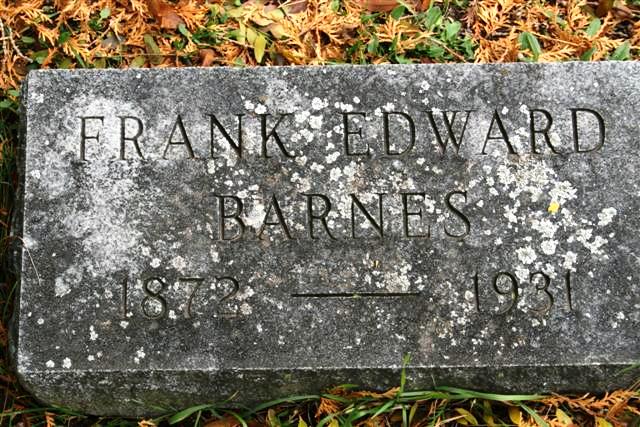 FRANK EDWARD
BARNES
1872 — 1931